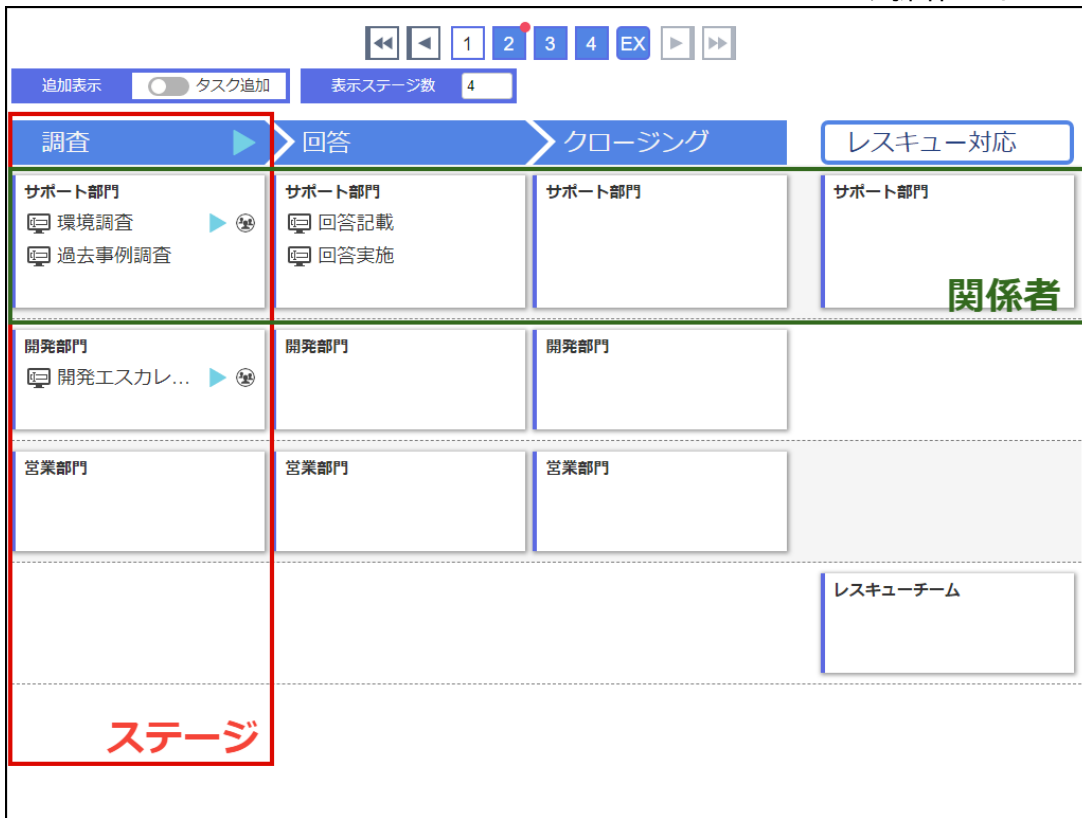 1 2 3 4 EX
追加表示 タスク追加 表示ステージ数 4
調査 回答 クロージング レスキュー対応
サポート部門 サポート部門 サポート部門 サポート部門
環境調査 回答記載
過去事例調査 回答実施
関係者
開発部門 開発部門 開発部門
開発エスカレ...
営業部門 営業部門 営業部門
レスキューチーム
ステージ